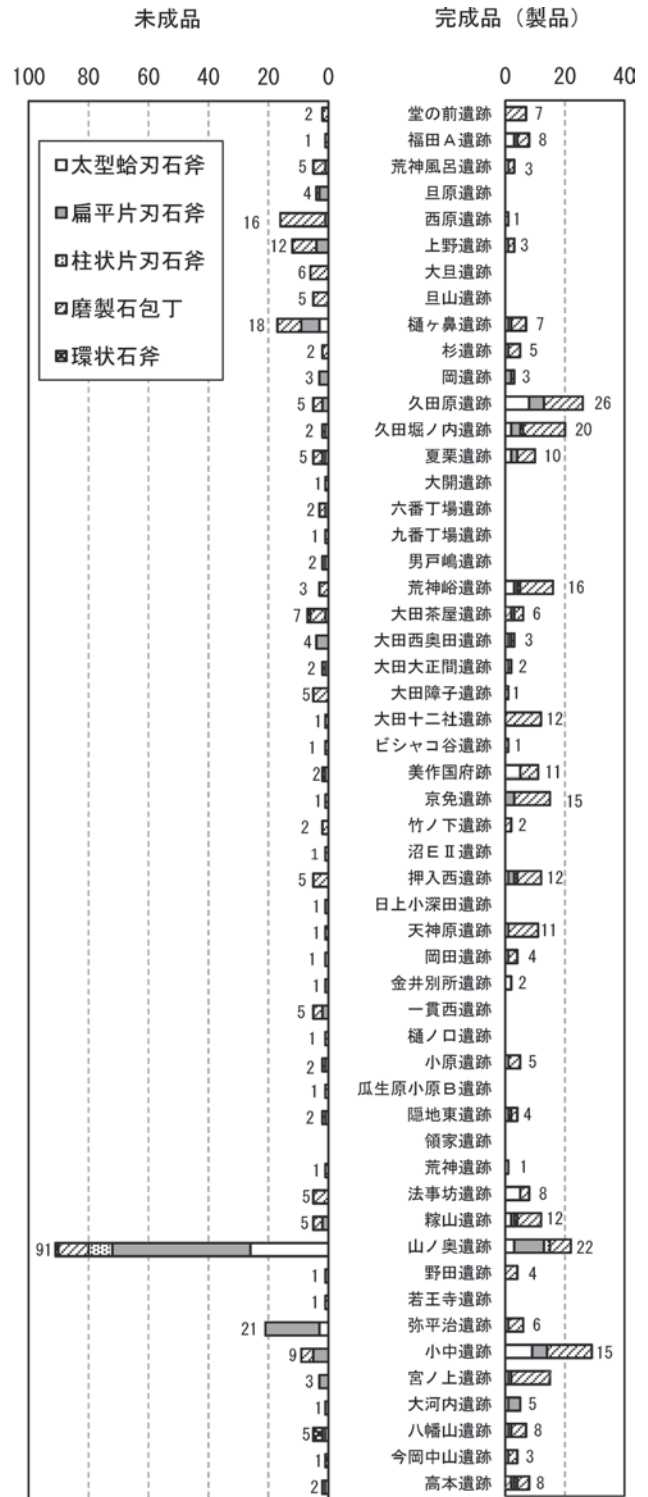 未成品 完成品（製品）
100 80 60 40 20 0 0 20 40
太型蛤刃石斧
扁平片刃石斧
柱状片刃石斧
磨製石包丁
環状石斧
2 堂の前遺跡 7
1 福田A遺跡 8
5 荒神風呂遺跡 3
4 旦原遺跡
16 西原遺跡 1
12 上野遺跡 3
6 大旦遺跡
5 旦山遺跡
18 樋ヶ鼻遺跡 7
2 杉遺跡 5
3 岡遺跡 3
5 久田原遺跡 26
2 久田堀ノ内遺跡 20
5 夏栗遺跡 10
1 大開遺跡
2 六番丁場遺跡
1 九番丁場遺跡
2 男戸嶋遺跡
3 荒神峪遺跡 16
7 大田茶屋遺跡 6
4 大田西奥田遺跡 3
2 大田大正間遺跡 2
5 大田障子遺跡 1
1 大田十二社遺跡 12
1 ビシャコ谷遺跡 1
2 美作国府跡 11
1 京免遺跡 15
2 竹ノ下遺跡 2
1 沼EⅡ遺跡
5 押入西遺跡 12
1 日上小深田遺跡
1 天神原遺跡 11
1 岡田遺跡 4
1 金井別所遺跡 2
5 一貫西遺跡
1 樋ノ口遺跡
2 小原遺跡 5
1 瓜生原小原B遺跡
2 隠地東遺跡 4
領家遺跡
1 荒神遺跡 1
5 法事坊遺跡 8
5 糘山遺跡 12
91 山ノ奥遺跡 22
1 野田遺跡 4
1 若王寺遺跡
21 弥平治遺跡 6
9 小中遺跡 15
3 宮ノ上遺跡
1 大河内遺跡 5
5 八幡山遺跡 8
1 今岡中山遺跡 3
2 高本遺跡 8